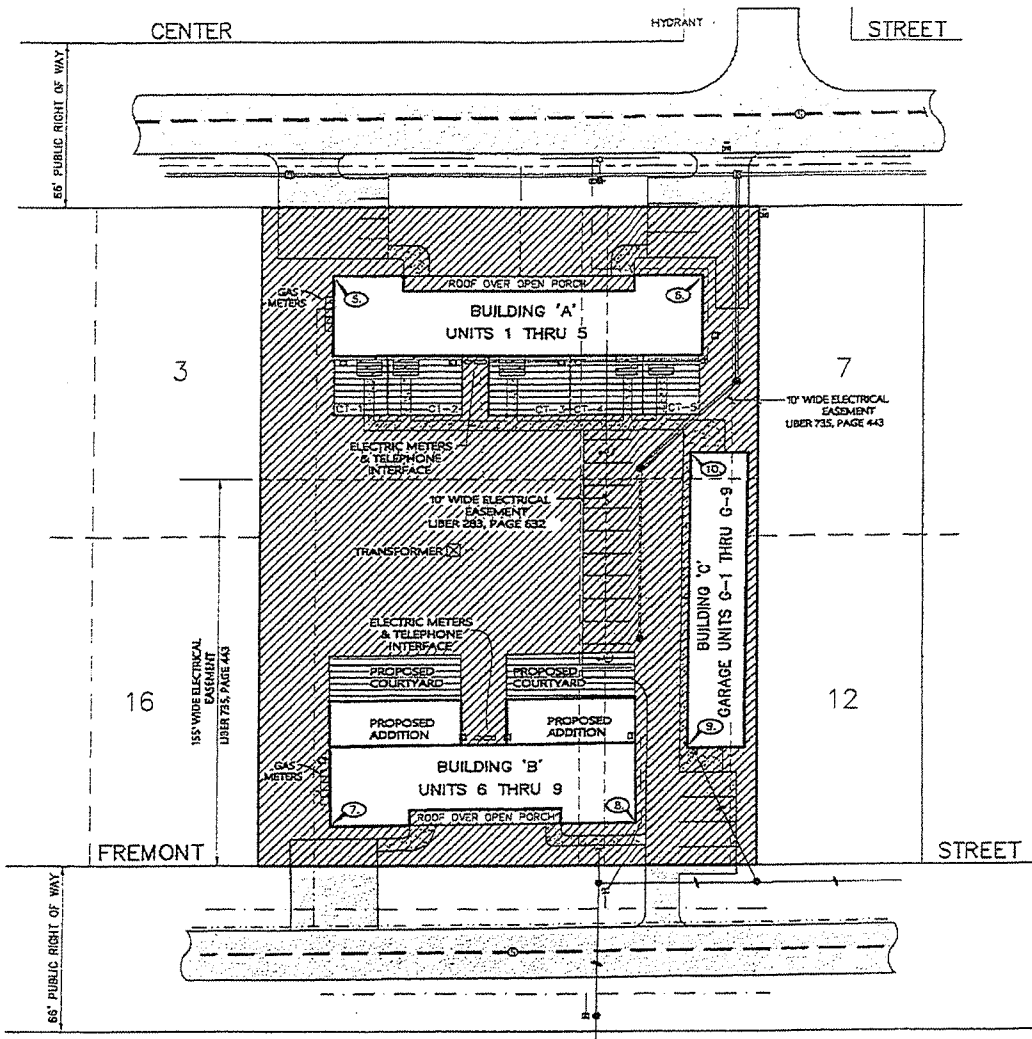 CENTER
HYDRANT
STREET
66' PUBLIC RIGHT OF WAY
GAS
METERS
5.
ROOF OVER OPEN PORCH
6.
BUILDING 'A'
UNITS 1 THRU 5
3
7
10' WIDE ELECTRICAL
EASEMENT
LIBER 735, PAGE 443
CT-1
CT-2
CT-3
CT-4
CT-5
ELECTRIC METERS
& TELEPHONE
INTERFACE
10.
10' WIDE ELECTRICAL
EASEMENT
LIBER 283, PAGE 632
TRANSFORMER
BUILDING 'C'
GARAGE UNITS G-1 THRU G-9
9.
ELECTRIC METERS
& TELEPHONE
INTERFACE
155' WIDE ELECTRICAL
EASEMENT
LIBER 735, PAGE 443
16
12
PROPOSED
COURTYARD
PROPOSED
COURTYARD
PROPOSED
ADDITION
PROPOSED
ADDITION
GAS
METERS
BUILDING 'B'
UNITS 6 THRU 9
7.
ROOF OVER OPEN PORCH
8.
FREMONT
STREET
66' PUBLIC RIGHT OF WAY
S
S